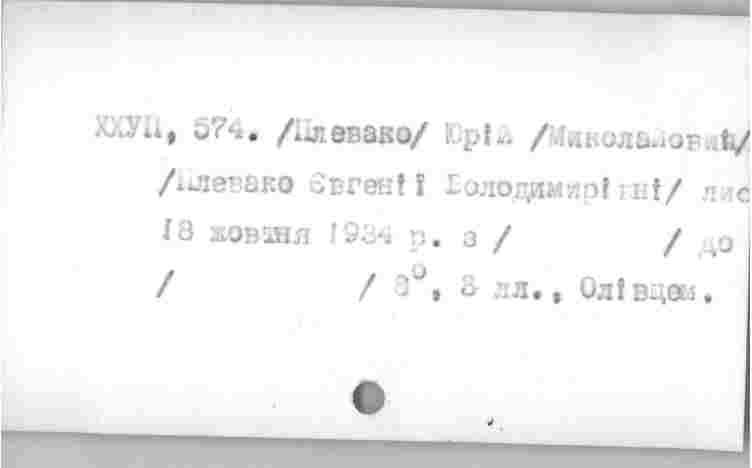 ХХУП, 574. /Плевако/ Юрій /Миколайович/
/Плевако Євгенії Володимирівні/ лис
18 жовтня 1934 р. з / / до
/ / 8°, 8 лл., Олівцем.